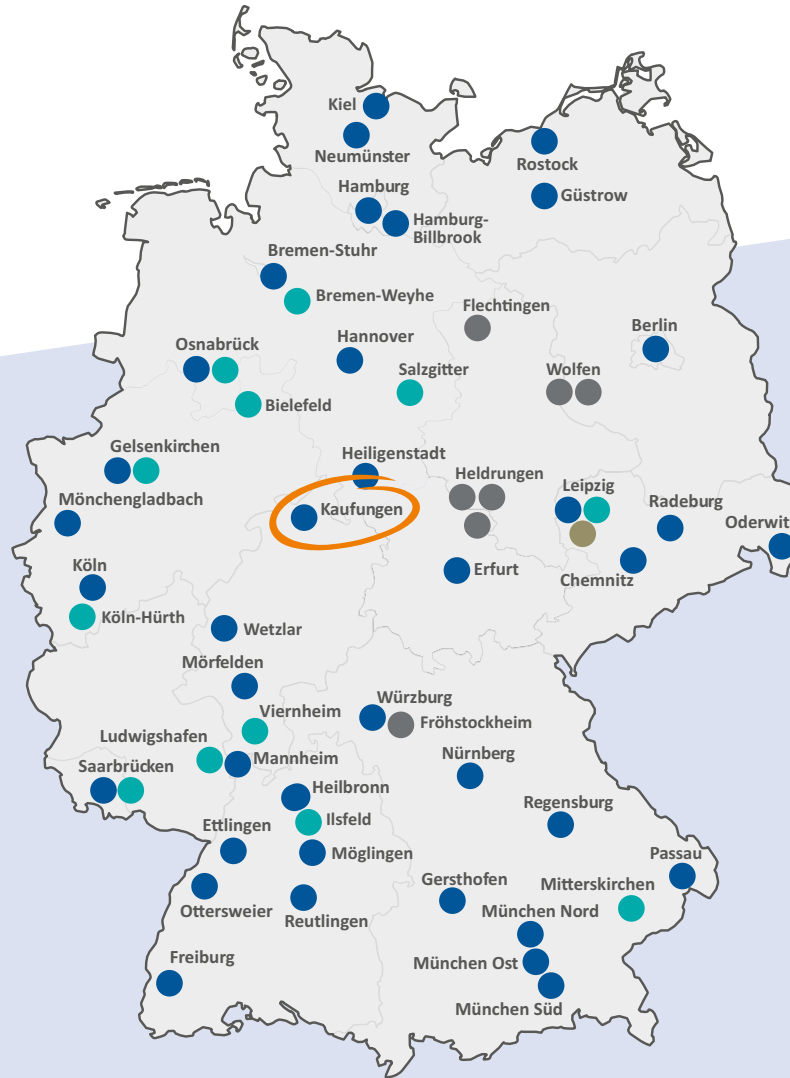 Kiel
Neumünster
Rostock
Hamburg
Güstrow
Hamburg-
Billbrook
Bremen-Stuhr
Bremen-Weyhe
Flechtingen
Berlin
Osnabrück
Hannover
Salzgitter
Wolfen
Bielefeld
Gelsenkirchen
Heiligenstadt
Heldrungen
Leipzig
Mönchengladbach
Kaufungen
Radeburg
Oderwit
Köln
Erfurt
Chemnitz
Köln-Hürth
Wetzlar
Mörfelden
Würzburg
Viernheim
Fröhstockheim
Ludwigshafen
Mannheim
Nürnberg
Saarbrücken
Heilbronn
Regensburg
Ilsfeld
Ettlingen
Möglingen
Passau
Gersthofen
Mitterskirchen
Ottersweier
Reutlingen
München Nord
Freiburg
München Ost
München Süd